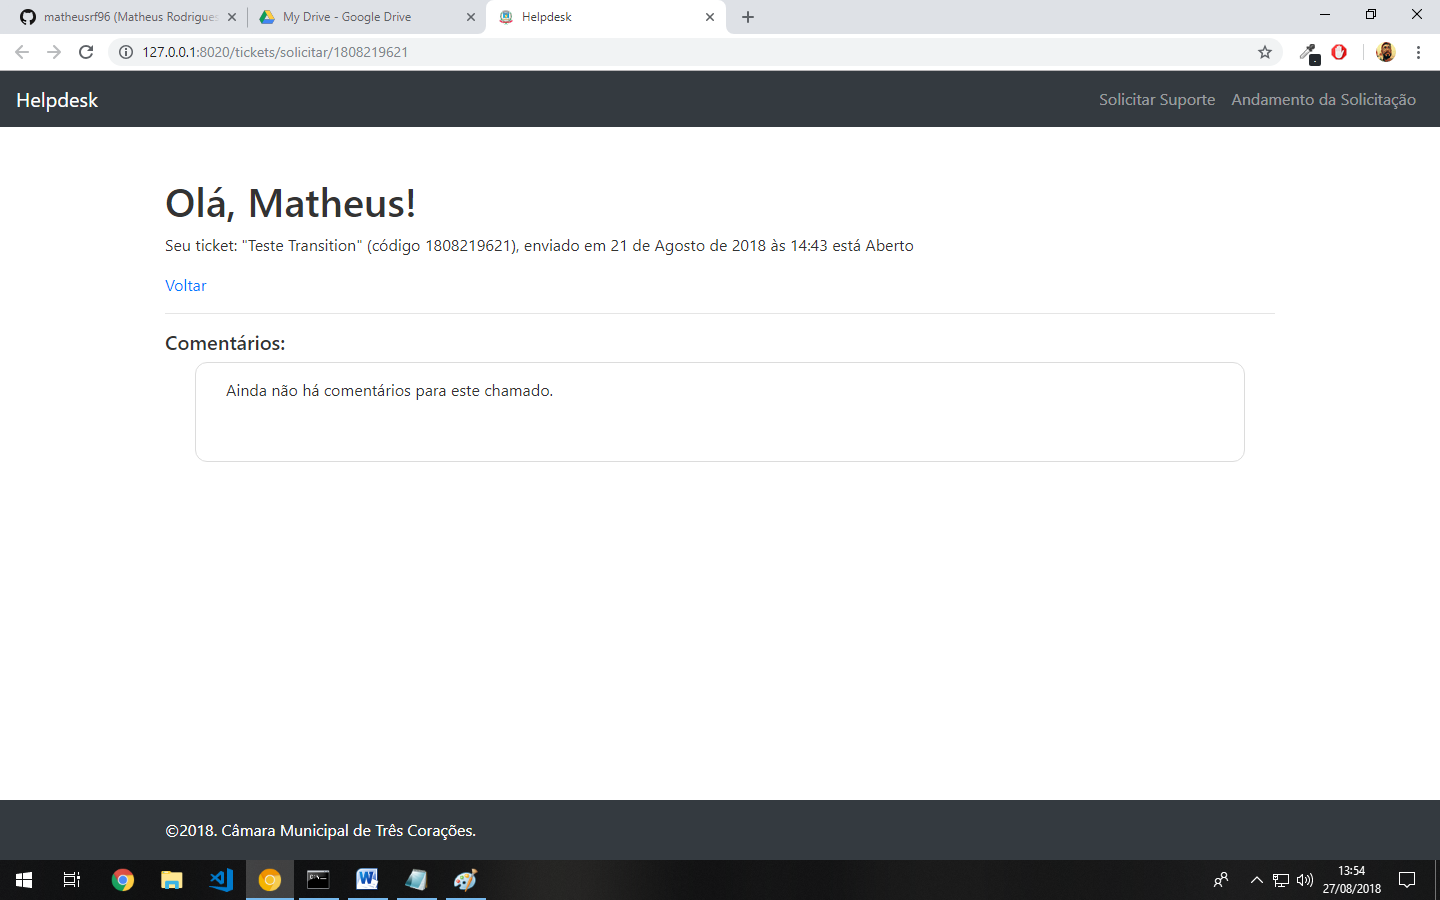 matheusrf96 (Matheus Rodrigues
My Drive - Google Drive
Helpdesk
127.0.0.1:8020/tickets/solicitar/1808219621
Helpdesk
Solicitar Suporte
Andamento da Solicitação
Olá, Matheus!
Seu ticket: "Teste Transition" (código 1808219621), enviado em 21 de Agosto de 2018 às 14:43 está Aberto
Voltar
Comentários:
Ainda não há comentários para este chamado.
©2018. Câmara Municipal de Três Corações.
13:54
27/08/2018